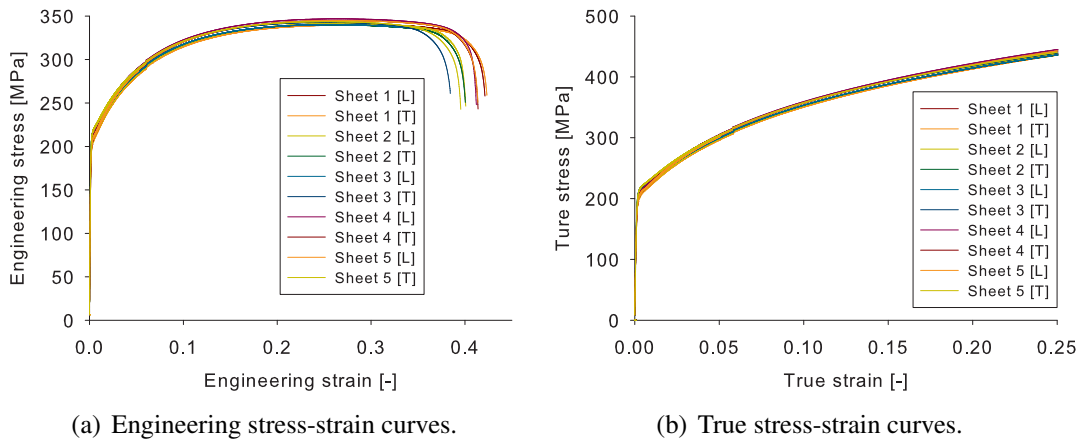 350
300
250
200
150
100
50
0
Engineering stress [MPa]
0.0 0.1 0.2 0.3 0.4
Engineering strain [-]
Sheet 1 [L]
Sheet 1 [T]
Sheet 2 [L]
Sheet 2 [T]
Sheet 3 [L]
Sheet 3 [T]
Sheet 4 [L]
Sheet 4 [T]
Sheet 5 [L]
Sheet 5 [T]
(a) Engineering stress-strain curves.
500
400
300
200
100
0
Ture stress [MPa]
0.00 0.05 0.10 0.15 0.20 0.25
True strain [-]
Sheet 1 [L]
Sheet 1 [T]
Sheet 2 [L]
Sheet 2 [T]
Sheet 3 [L]
Sheet 3 [T]
Sheet 4 [L]
Sheet 4 [T]
Sheet 5 [L]
Sheet 5 [T]
(b) True stress-strain curves.